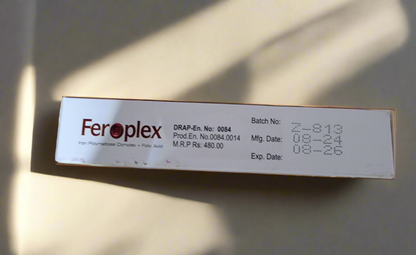 Feroplex
Iron Polymaltose Complex + Folic Acid
DRAP-En. No: 0084
Prod.En. No.0084.0014
M.R.P Rs: 480.00
Batch No: Z-813
Mfg. Date: 08-24
Exp. Date: 08-26